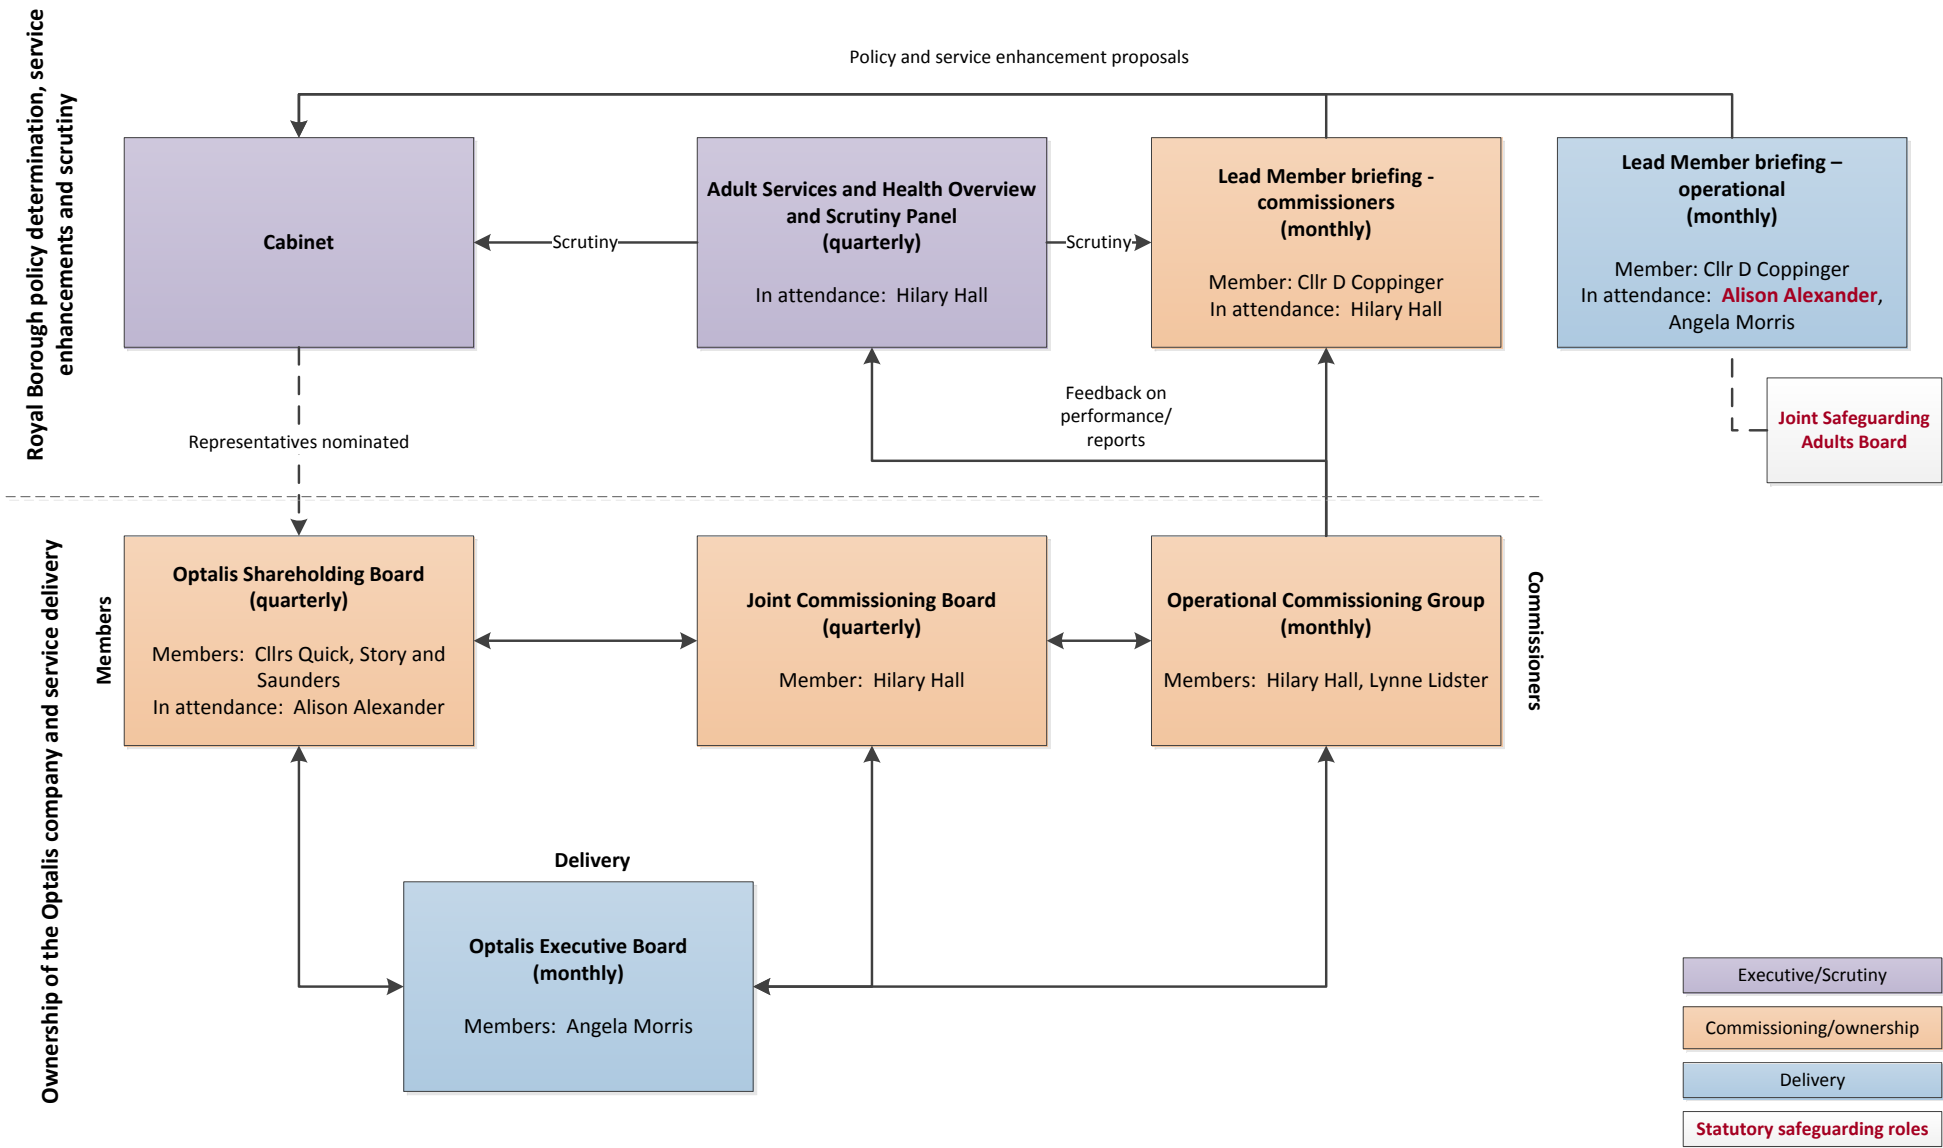 Royal Borough policy determination, service
enhancements and scrutiny
Policy and service enhancement proposals
Cabinet
Scrutiny
Adult Services and Health Overview
and Scrutiny Panel
(quarterly)
In attendance:  Hilary Hall
Scrutiny
Lead Member briefing -
commissioners
(monthly)
Member: Cllr D Coppinger
In attendance:  Hilary Hall
Lead Member briefing –
operational
(monthly)
Member: Cllr D Coppinger
In attendance:  Alison Alexander,
Angela Morris
Joint Safeguarding
Adults Board
Representatives nominated
Feedback on
performance/
reports
Ownership of the Optalis company and service delivery
Members
Optalis Shareholding Board
(quarterly)
Members:  Cllrs Quick, Story and
Saunders
In attendance:  Alison Alexander
Joint Commissioning Board
(quarterly)
Member:  Hilary Hall
Operational Commissioning Group
(monthly)
Members:  Hilary Hall, Lynne Lidster
Commissioners
Delivery
Optalis Executive Board
(monthly)
Members:  Angela Morris
Executive/Scrutiny
Commissioning/ownership
Delivery
Statutory safeguarding roles